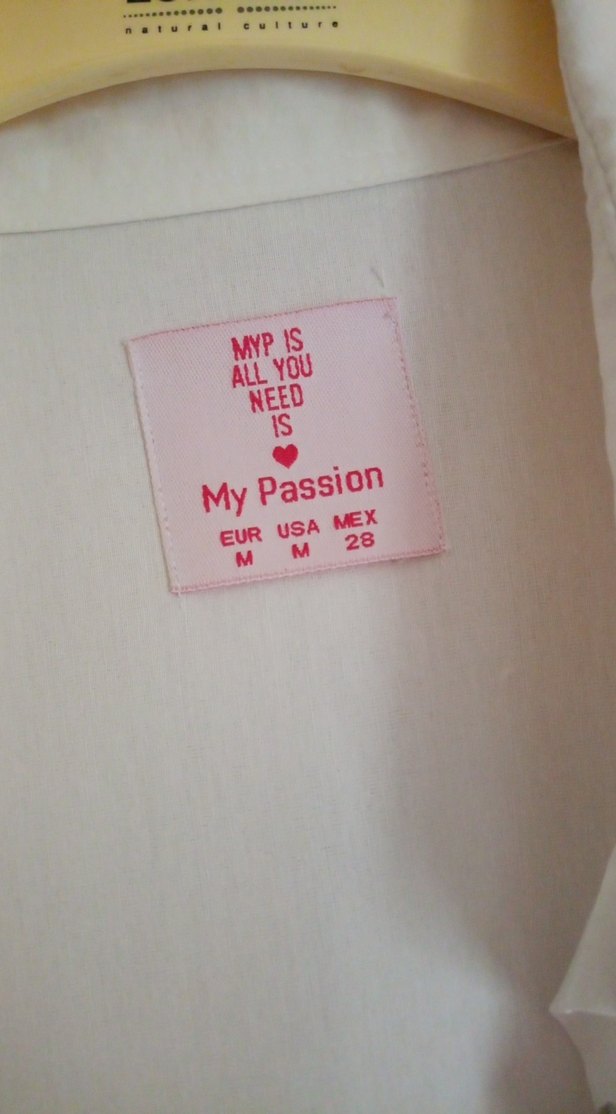 natural culture
MYP IS
ALL YOU
NEED
IS
My Passion
EUR USA MEX
M M 28